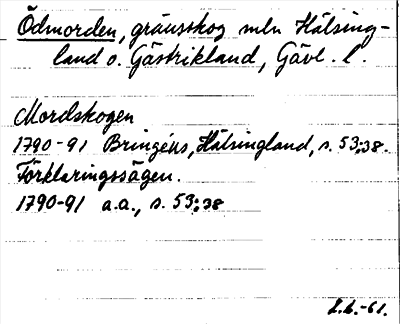 Ödmorden, gränsskog mln Hälsing-
land o. Gästrikland, Gävl. l.
Mordskogen
1790-91 Bringéus, Hälsingland, s. 53;38.
Förklaringssägen.
1790-91 a.a., s. 53;38
L.L.-61.